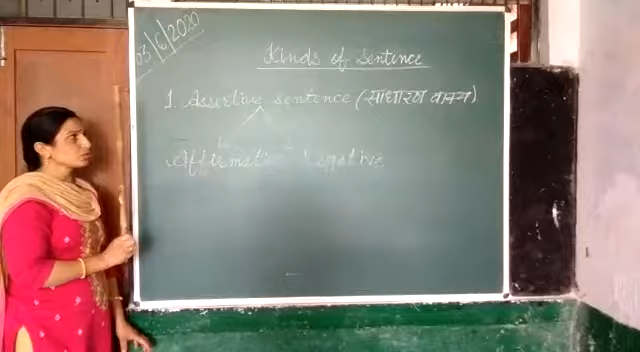 03/6/2020
Kinds of Sentence
1. Assertive sentence (साधारण वाक्य)
Affirmative Negative